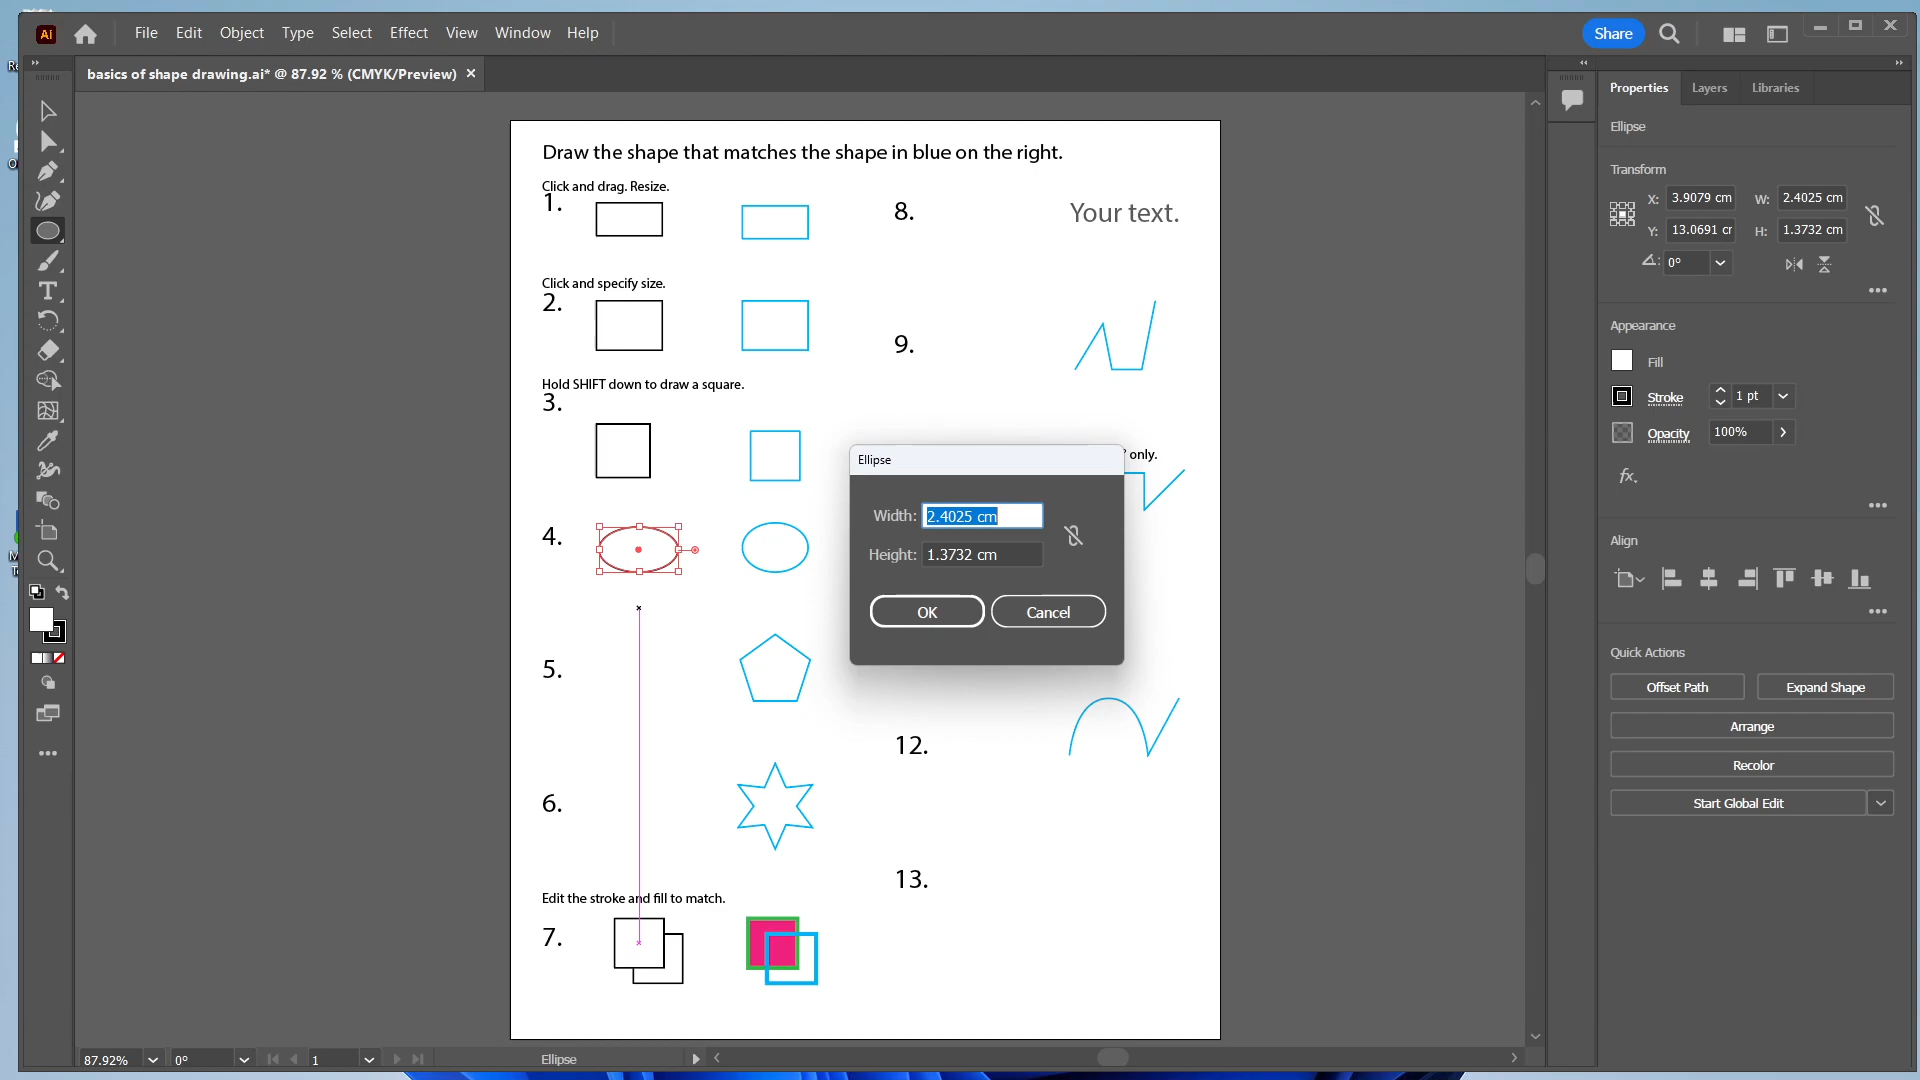 Ai
File Edit Object Type Select Effect View Window Help
Share
basics of shape drawing.ai* @ 87.92 % (CMYK/Preview) ×
Properties Layers Libraries
Ellipse
Transform
X: 3.9079 cm W: 2.4025 cm
Y: 13.0691 cr H: 1.3732 cm
0°
Appearance
Fill
Stroke 1 pt
Opacity 100%
fx.
Align
Quick Actions
Offset Path Expand Shape
Arrange
Recolor
Start Global Edit
Draw the shape that matches the shape in blue on the right.
Click and drag. Resize.
1.
Click and specify size.
2.
Hold SHIFT down to draw a square.
3.
4.
5.
6.
Edit the stroke and fill to match.
7.
8. Your text.
9.
only.
12.
13.
Ellipse
Width: 2.4025 cm
Height: 1.3732 cm
OK Cancel
87.92% 0° 1 Ellipse